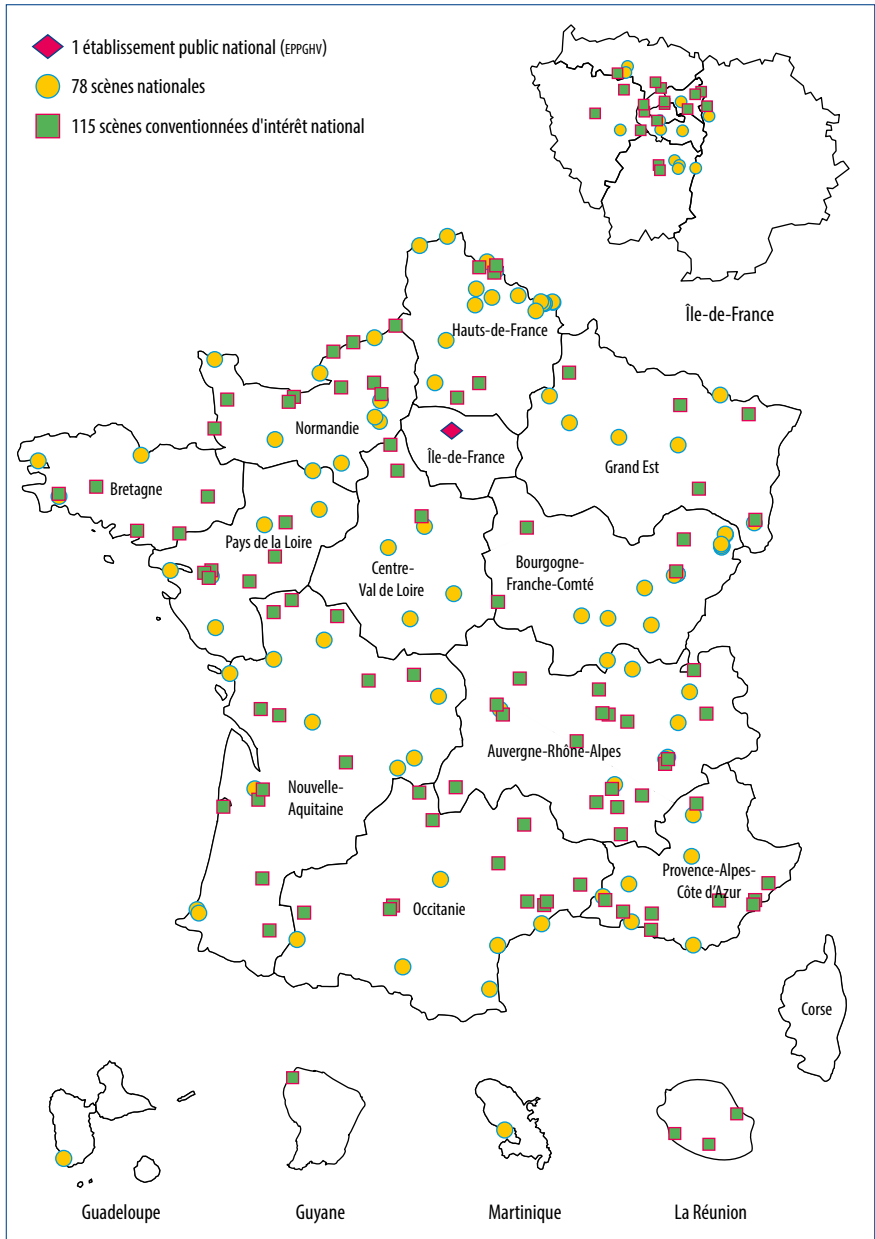 1 établissement public national (EPPGHV)
78 scènes nationales
115 scènes conventionnées d'intérêt national
Île-de-France
Hauts-de-France
Normandie
Île-de-France
Grand Est
Bretagne
Pays de la Loire
Centre-
Val de Loire
Bourgogne-
Franche-Comté
Auvergne-Rhône-Alpes
Nouvelle-
Aquitaine
Provence-Alpes-
Côte d'Azur
Occitanie
Corse
Guadeloupe
Guyane
Martinique
La Réunion